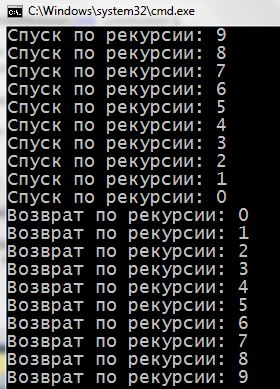 C:\Windows\system32\cmd.exe
Спуск по рекурсии: 9
Спуск по рекурсии: 8
Спуск по рекурсии: 7
Спуск по рекурсии: 6
Спуск по рекурсии: 5
Спуск по рекурсии: 4
Спуск по рекурсии: 3
Спуск по рекурсии: 2
Спуск по рекурсии: 1
Спуск по рекурсии: 0
Возврат по рекурсии: 0
Возврат по рекурсии: 1
Возврат по рекурсии: 2
Возврат по рекурсии: 3
Возврат по рекурсии: 4
Возврат по рекурсии: 5
Возврат по рекурсии: 6
Возврат по рекурсии: 7
Возврат по рекурсии: 8
Возврат по рекурсии: 9